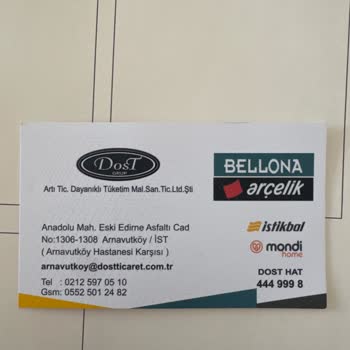 DOST
GRUP
Artı Tic. Dayanıklı Tüketim Mal.San.Tic.Ltd.Şti
BELLONA
arçelik
Anadolu Mah. Eski Edirne Asfaltı Cad
No:1306-1308 Arnavutköy / İST
( Arnavutköy Hastanesi Karşısı )
arnavutkoy@dostticaret.com.tr
Tel : 0212 597 05 10
Gsm: 0552 501 24 82
istikbal
mondi
home
DOST HAT
444 999 8